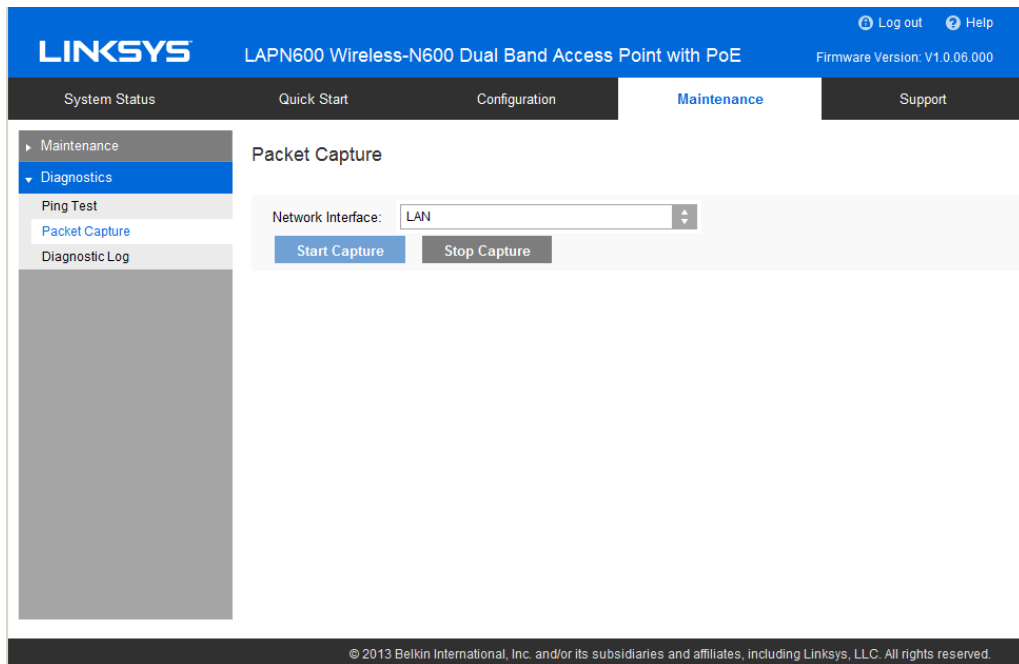 Log out Help
LINKSYS
LAPN600 Wireless-N600 Dual Band Access Point with PoE
Firmware Version: V1.0.06.000
System Status Quick Start Configuration Maintenance Support
Maintenance
Diagnostics
Ping Test
Packet Capture
Diagnostic Log
Packet Capture
Network Interface: LAN
Start Capture Stop Capture
© 2013 Belkin International, Inc. and/or its subsidiaries and affiliates, including Linksys, LLC. All rights reserved.